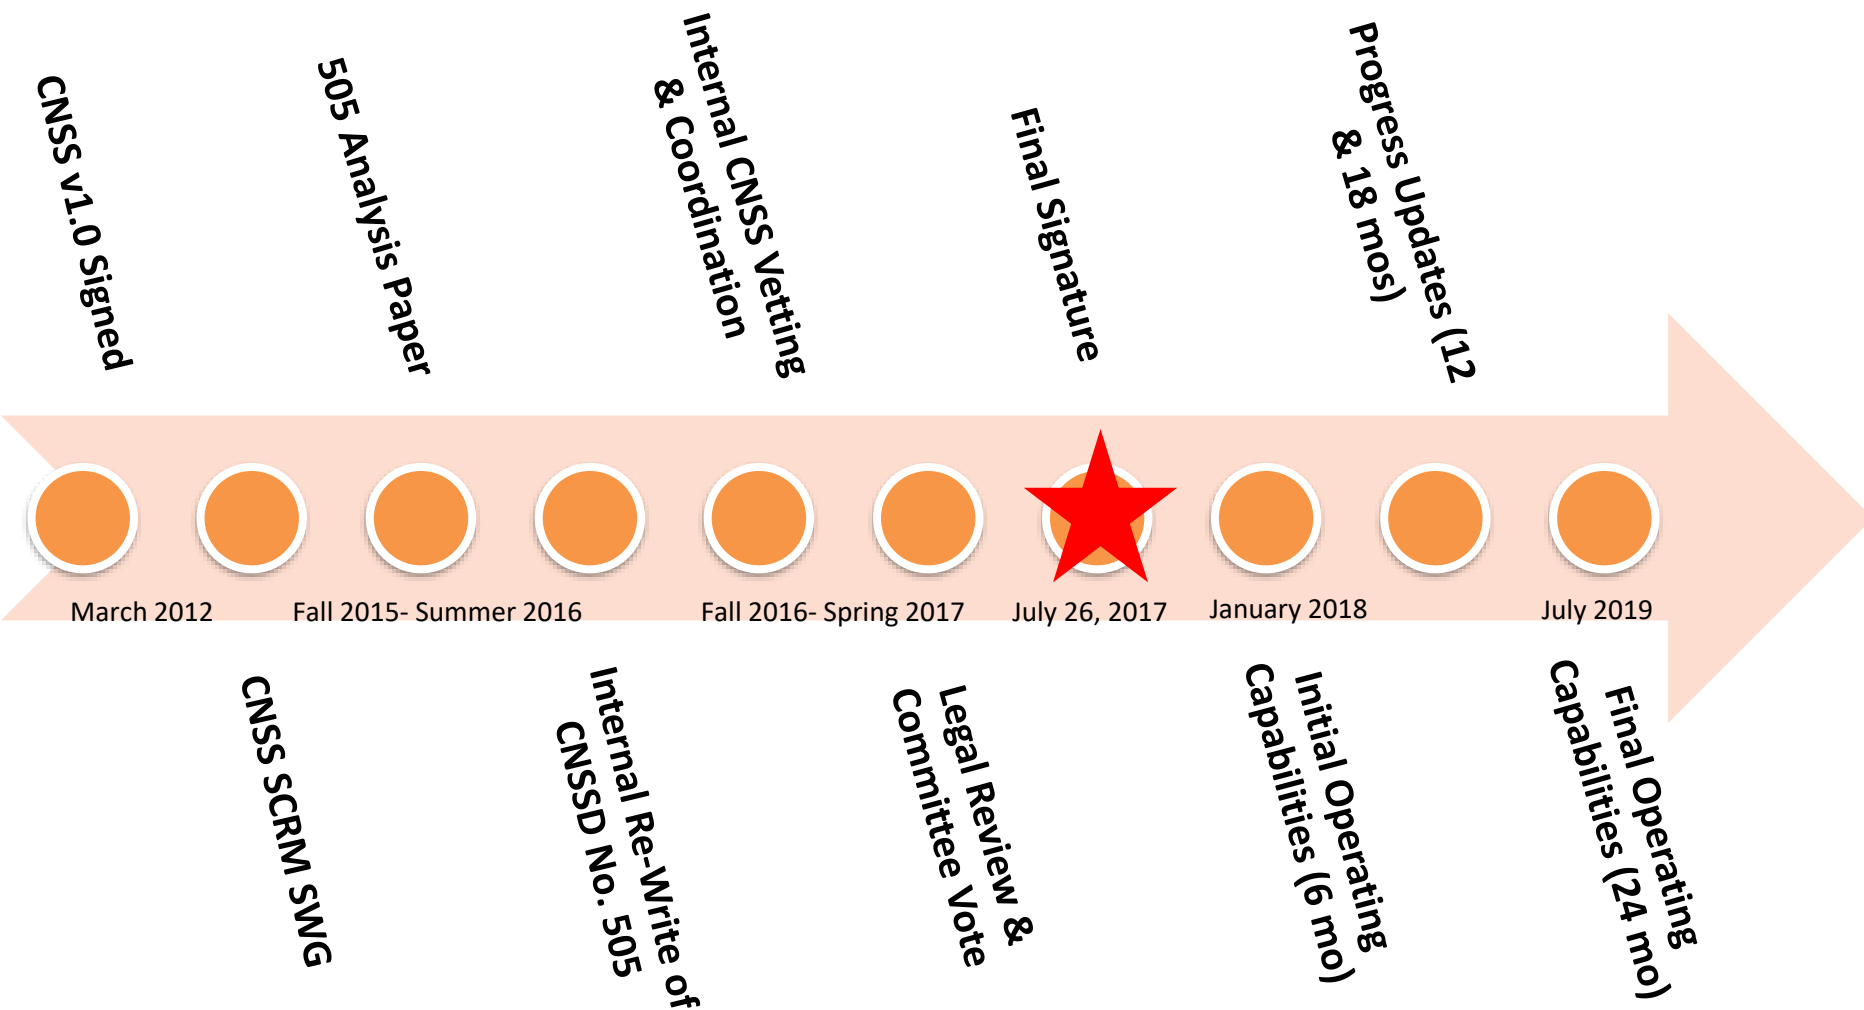 CNSS v1.0 Signed
505 Analysis Paper
Internal CNSS Vetting
& Coordination
Final Signature
Progress Updates (12
& 18 mos)
March 2012
Fall 2015- Summer 2016
Fall 2016- Spring 2017
July 26, 2017
January 2018
July 2019
CNSS SCRM SWG
Internal Re-Write of
CNSSD No. 505
Legal Review &
Committee Vote
Initial Operating
Capabilities (6 mo)
Final Operating
Capabilities (24 mo)